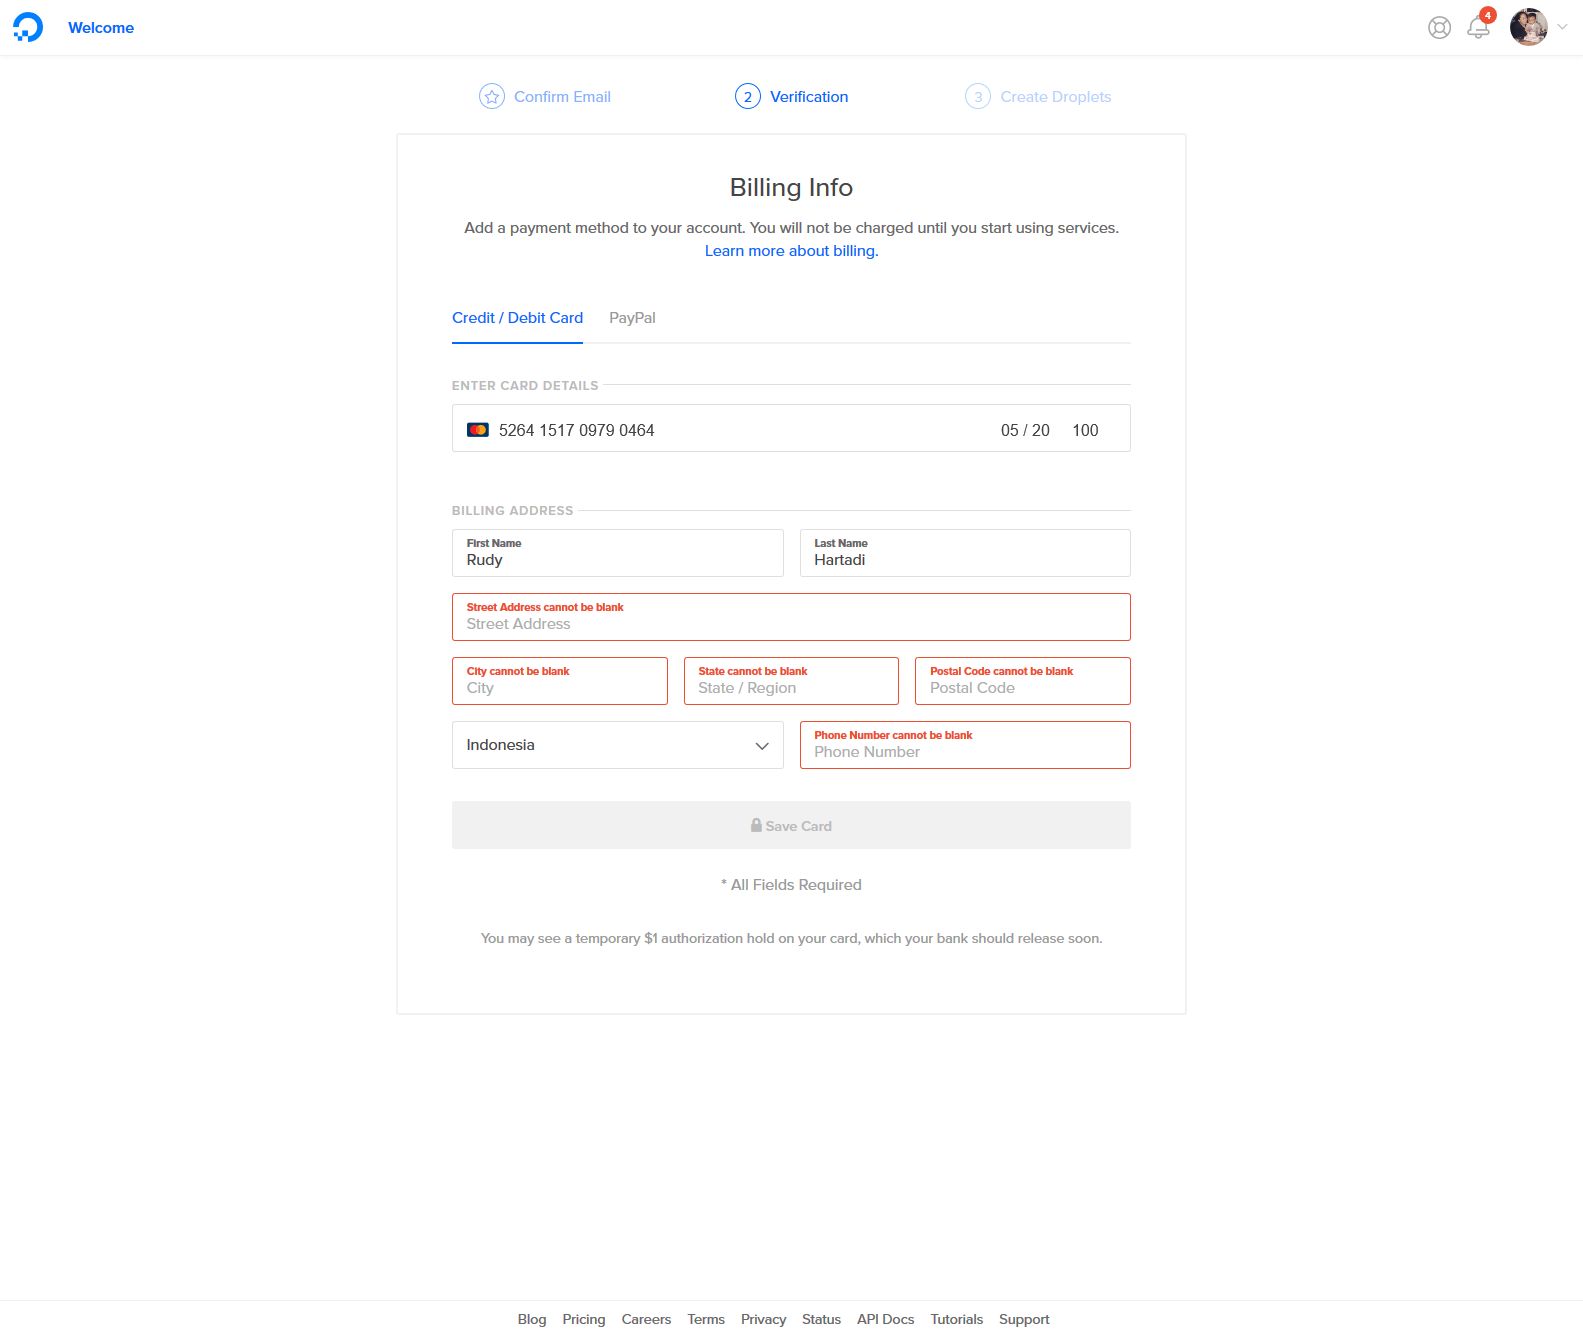 Welcome
4
Confirm Email
2 Verification
3 Create Droplets
Billing Info
Add a payment method to your account. You will not be charged until you start using services.
Learn more about billing.
Credit / Debit Card PayPal
ENTER CARD DETAILS
5264 1517 0979 0464 05 / 20 100
BILLING ADDRESS
First Name
Rudy
Last Name
Hartadi
Street Address cannot be blank
Street Address
City cannot be blank
City
State cannot be blank
State / Region
Postal Code cannot be blank
Postal Code
Indonesia
Phone Number cannot be blank
Phone Number
Save Card
* All Fields Required
You may see a temporary $1 authorization hold on your card, which your bank should release soon.
Blog Pricing Careers Terms Privacy Status API Docs Tutorials Support